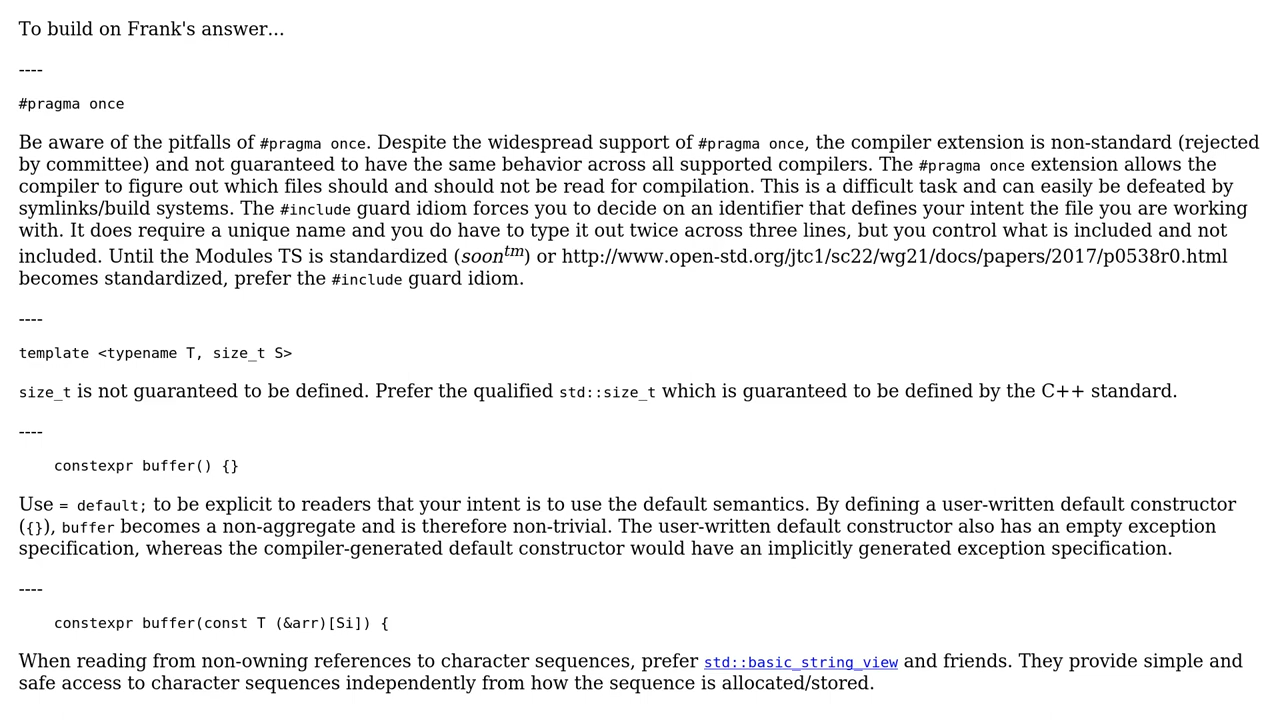 To build on Frank's answer...
----
#pragma once
Be aware of the pitfalls of #pragma once. Despite the widespread support of #pragma once, the compiler extension is non-standard (rejected
by committee) and not guaranteed to have the same behavior across all supported compilers. The #pragma once extension allows the
compiler to figure out which files should and should not be read for compilation. This is a difficult task and can easily be defeated by
symlinks/build systems. The #include guard idiom forces you to decide on an identifier that defines your intent the file you are working
with. It does require a unique name and you do have to type it out twice across three lines, but you control what is included and not
included. Until the Modules TS is standardized (soontm) or http://www.open-std.org/jtc1/sc22/wg21/docs/papers/2017/p0538r0.html
becomes standardized, prefer the #include guard idion.
----
template <typename T, size_t S>
size_t is not guaranteed to be defined. Prefer the qualified std::size_t which is guaranteed to be defined by the C++ standard.
----
constexpr buffer() {}
Use = default; to be explicit to readers that your intent is to use the default semantics. By defining a user-written default constructor
({}), buffer becomes a non-aggregate and is therefore non-trivial. The user-written default constructor also has an empty exception
specification, whereas the compiler-generated default constructor would have an implicitly generated exception specification.
----
constexpr buffer(const T (&arr)[Si]) {
When reading from non-owning references to character sequences, prefer std::basic_string_view and friends. They provide simple and
safe access to character sequences independently from how the sequence is allocated/stored.